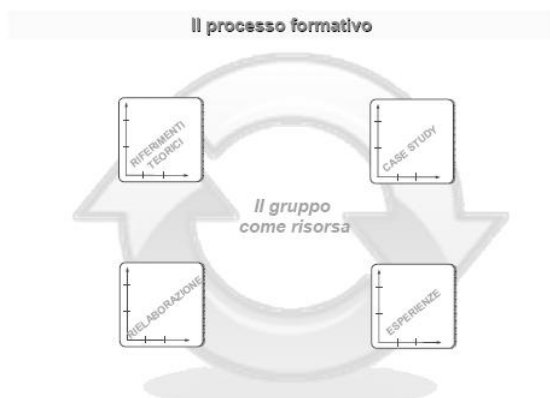 Il processo formativo
RIFERIMENTI
TEORICI
CASE STUDY
Il gruppo
come risorsa
RIELABORAZIONE
ESPERIENZE